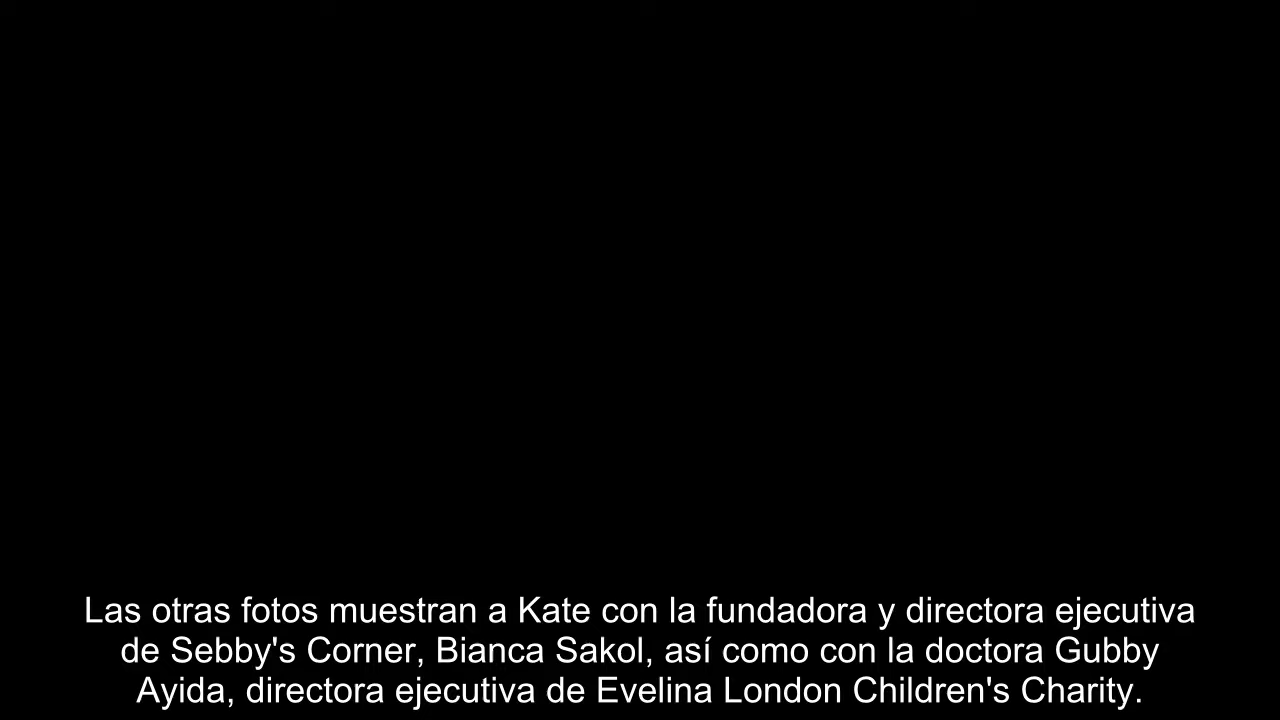 Las otras fotos muestran a Kate con la fundadora y directora ejecutiva
de Sebby's Corner, Bianca Sakol, así como con la doctora Gubby
Ayida, directora ejecutiva de Evelina London Children's Charity.